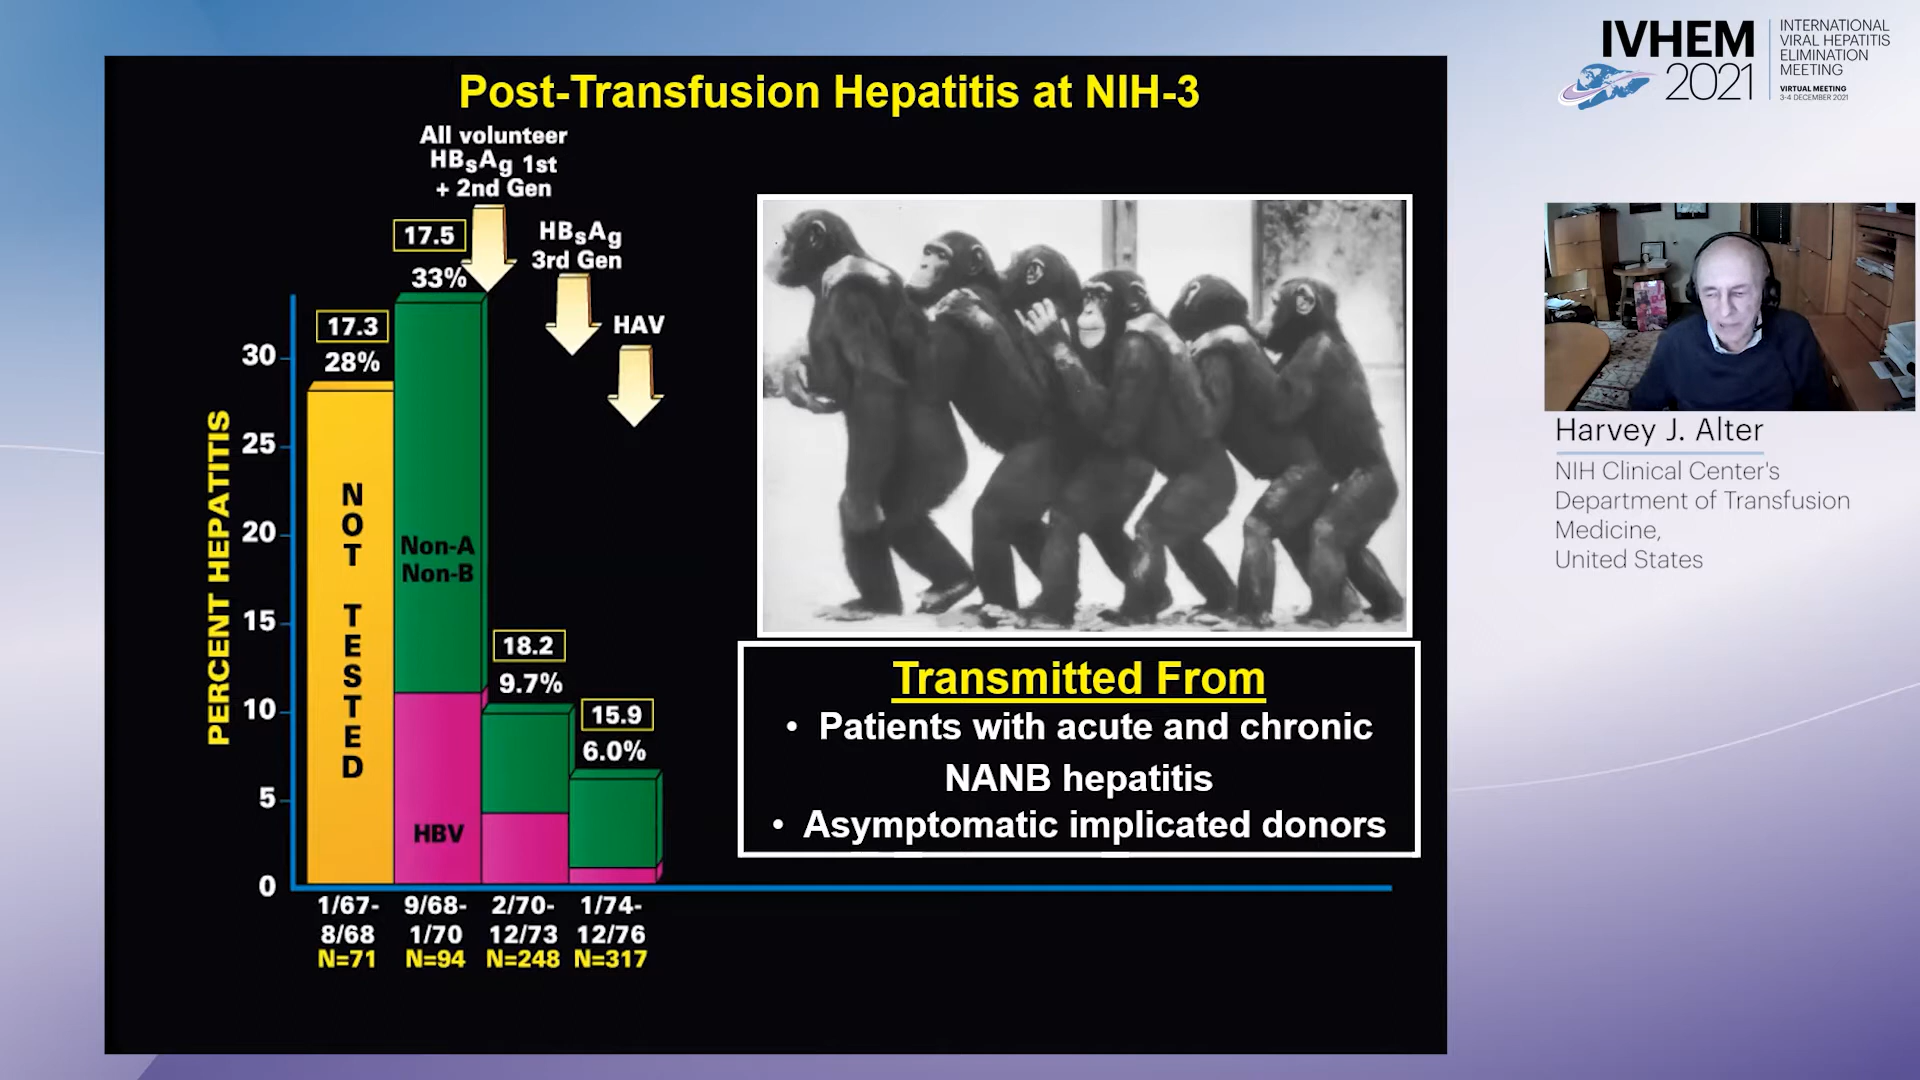 Post-Transfusion Hepatitis at NIH-3
All volunteer
HBsAg 1st
+ 2nd Gen
17.5
33%
HBsAg
3rd Gen
HAV
17.3
28%
PERCENT HEPATITIS
30
25
20
15
10
5
0
NOT TESTED
Non-A
Non-B
HBV
18.2
9.7%
15.9
6.0%
1/67-
8/68
N=71
9/68-
1/70
N=94
2/70-
12/73
N=248
1/74-
12/76
N=317
Transmitted From
• Patients with acute and chronic
NANB hepatitis
• Asymptomatic implicated donors
IVHEM
2021
INTERNATIONAL
VIRAL HEPATITIS
ELIMINATION
MEETING
VIRTUAL MEETING
3-4 DECEMBER 2021
Harvey J. Alter
NIH Clinical Center's
Department of Transfusion
Medicine,
United States